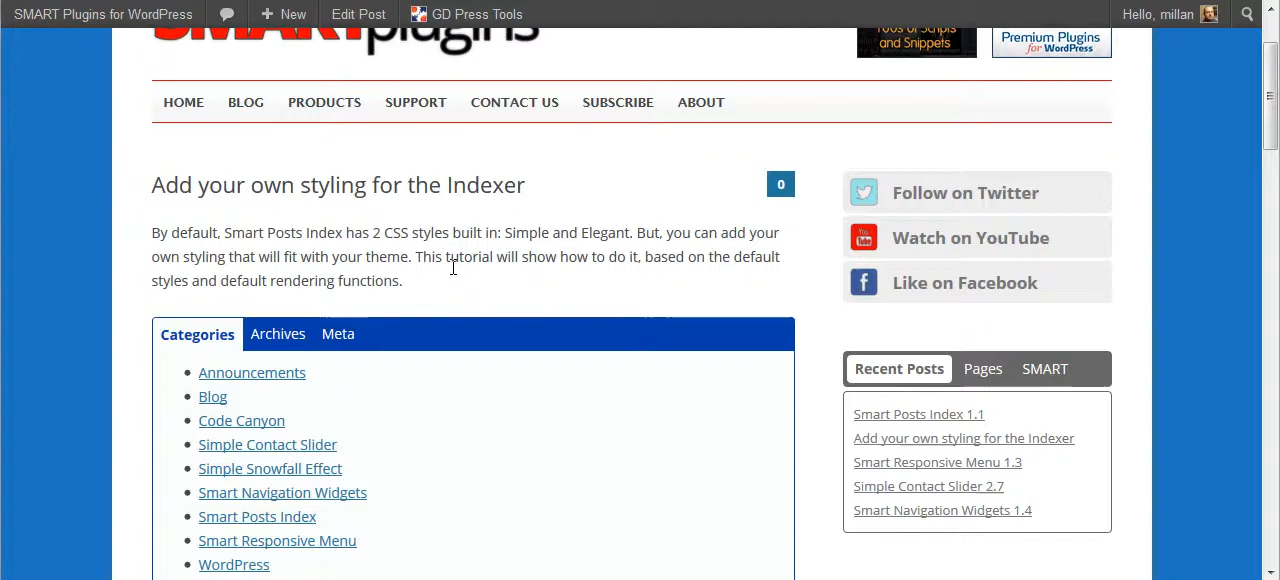 SMART Plugins for WordPress New Edit Post GD Press Tools Hello, millan
SMARTplugins
100s of Scripts
and Snippets
Premium Plugins
for WordPress
HOME BLOG PRODUCTS SUPPORT CONTACT US SUBSCRIBE ABOUT
Add your own styling for the Indexer 0
By default, Smart Posts Index has 2 CSS styles built in: Simple and Elegant. But, you can add your
own styling that will fit with your theme. This tutorial will show how to do it, based on the default
styles and default rendering functions.
Categories Archives Meta
Announcements
Blog
Code Canyon
Simple Contact Slider
Simple Snowfall Effect
Smart Navigation Widgets
Smart Posts Index
Smart Responsive Menu
WordPress
Follow on Twitter
You Tube
Watch on YouTube
Like on Facebook
Recent Posts Pages SMART
Smart Posts Index 1.1
Add your own styling for the Indexer
Smart Responsive Menu 1.3
Simple Contact Slider 2.7
Smart Navigation Widgets 1.4